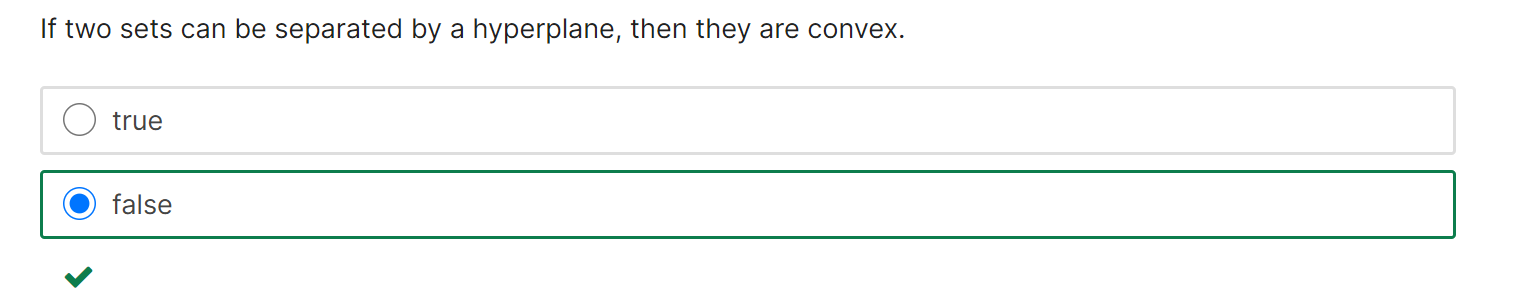 If two sets can be separated by a hyperplane, then they are convex.
true
false